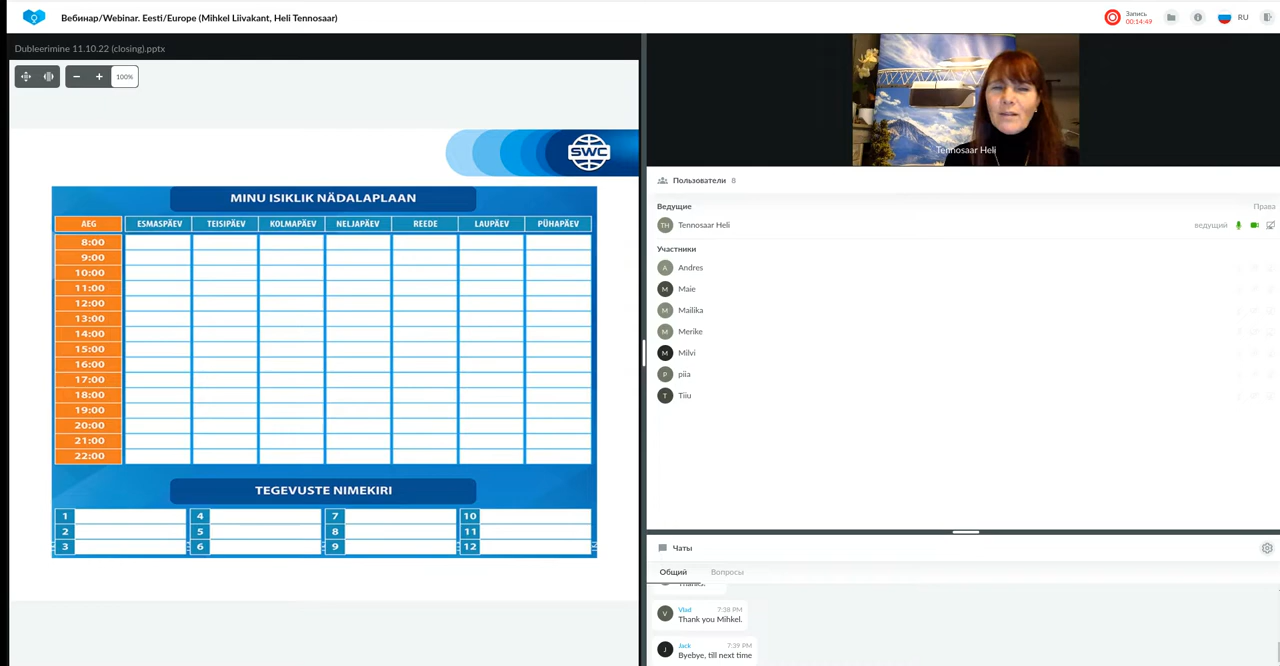 Вебинар/Webinar. Eesti/Europe (Mihkel Liivakant, Heli Tennosaar)
Запись
00:14:49
RU
Dubleerimine 11.10.22 (closing).pptx
100%
SWC
MINU ISIKLIK NÄDALAPLAAN
AEG ESMASPÄEV TEISIPÄEV KOLMAPÄEV NELJAPÄEV REEDE LAUPÄEV PÜHAPÄEV
8:00
9:00
10:00
11:00
12:00
13:00
14:00
15:00
16:00
17:00
18:00
19:00
20:00
21:00
22:00
TEGEVUSTE NIMEKIRI
1 4 7 10
2 5 8 11
3 6 9 12
Tennosaar Heli
Пользователи 8
Ведущие Права
TH Tennosaar Heli ведущий
Участники
A Andres
M Maie
M Mailika
M Merike
M Milvi
P piia
T Tiiu
Чаты
Общий Вопросы
Thanks.
Vlad 7:38 PM
V Thank you Mihkel.
Jack 7:39 PM
J Byebye, till next time